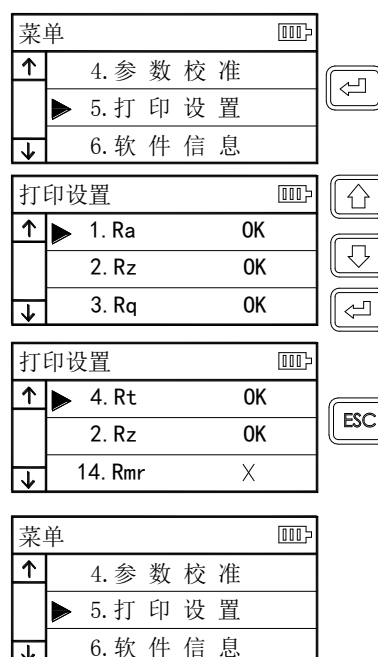 菜单
4.参数校准
5.打印设置
6.软件信息
打印设置
1.Ra OK
2.Rz OK
3.Rq OK
打印设置
4.Rt OK
2.Rz OK
14.Rmr X
ESC
菜单
4.参数校准
5.打印设置
6.软件信息